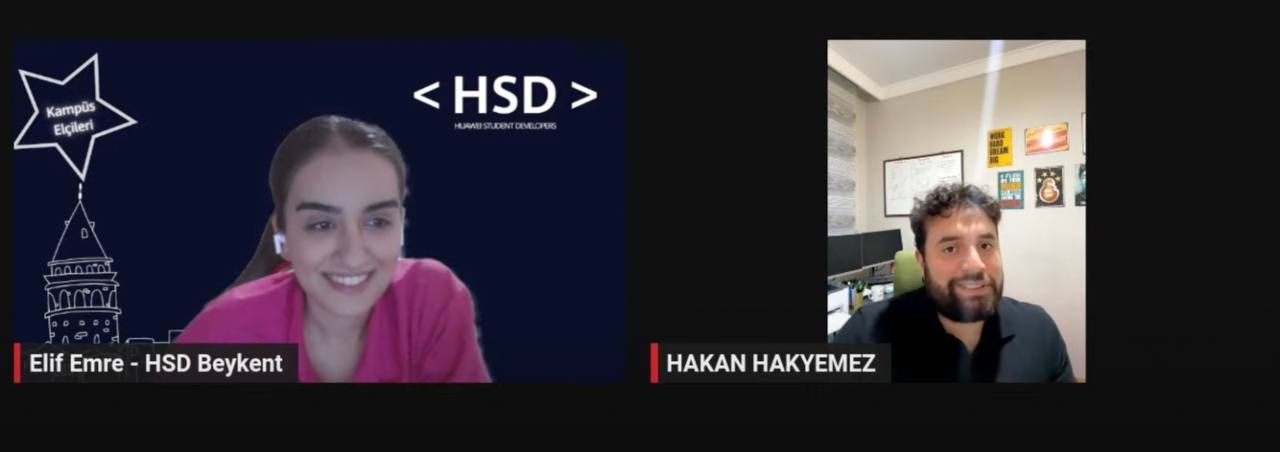 Kampüs
Elçileri
< HSD >
HUAWEI STUDENT DEVELOPERS
WORK
HARD
DREAM
BIG
Elif Emre - HSD Beykent
HAKAN HAKYEMEZ